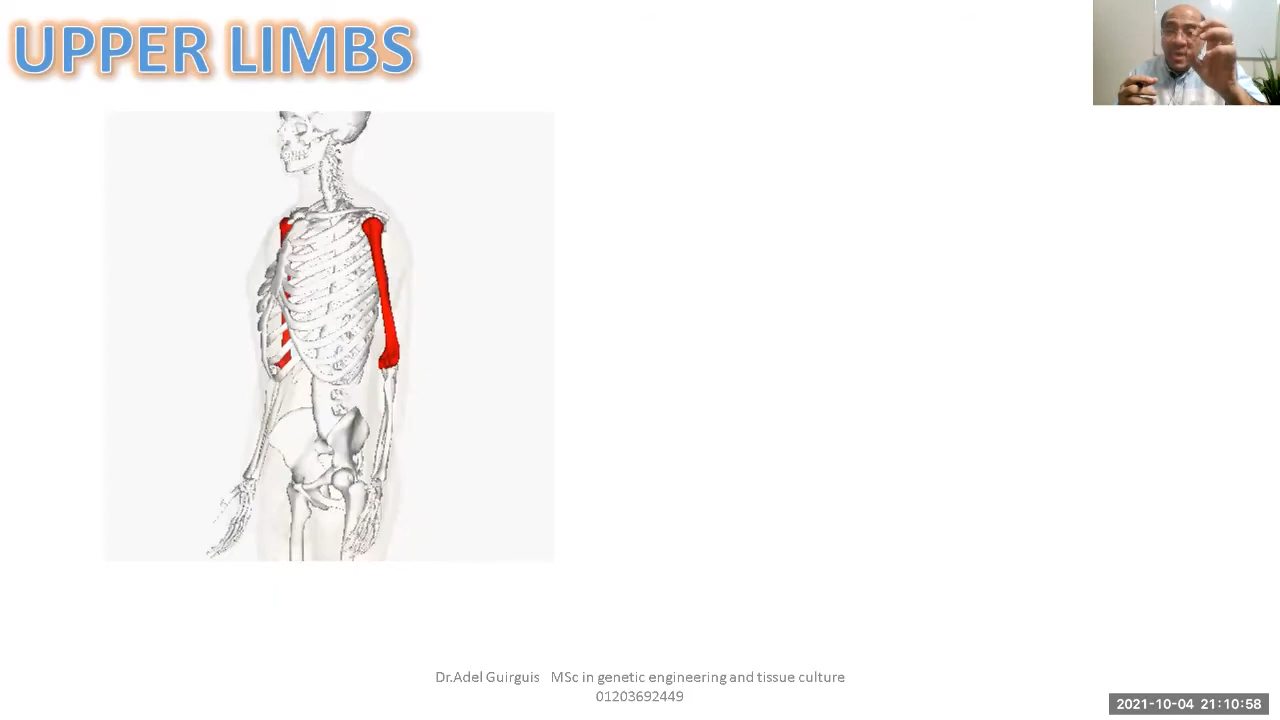 UPPER LIMBS
Dr.Adel Guirguis MSc in genetic engineering and tissue culture
01203692449
2021-10-04 21:10:58